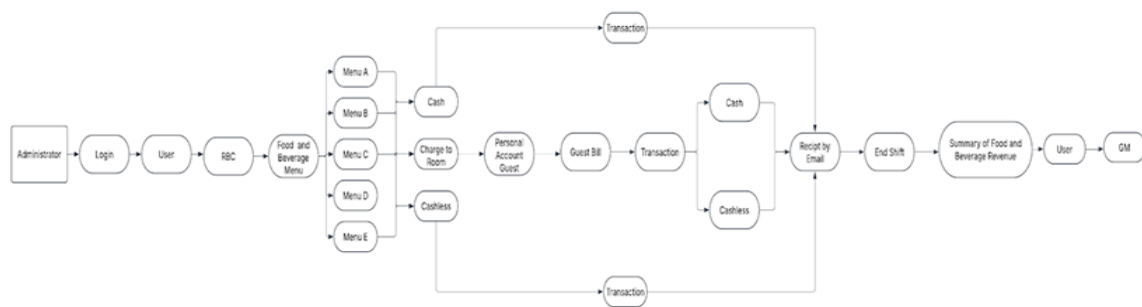 Transaction
Menu A
Menu B
Menu C
Menu D
Menu E
Cash
Charge to
Room
Cashless
Administrator
Login
User
RBC
Food and
Beverage
Menu
Personal
Account
Guest
Guest Bill
Transaction
Cash
Cashless
Recipt by
Email
End Shift
Summary of Food and
Beverage Revenue
User
GM
Transaction